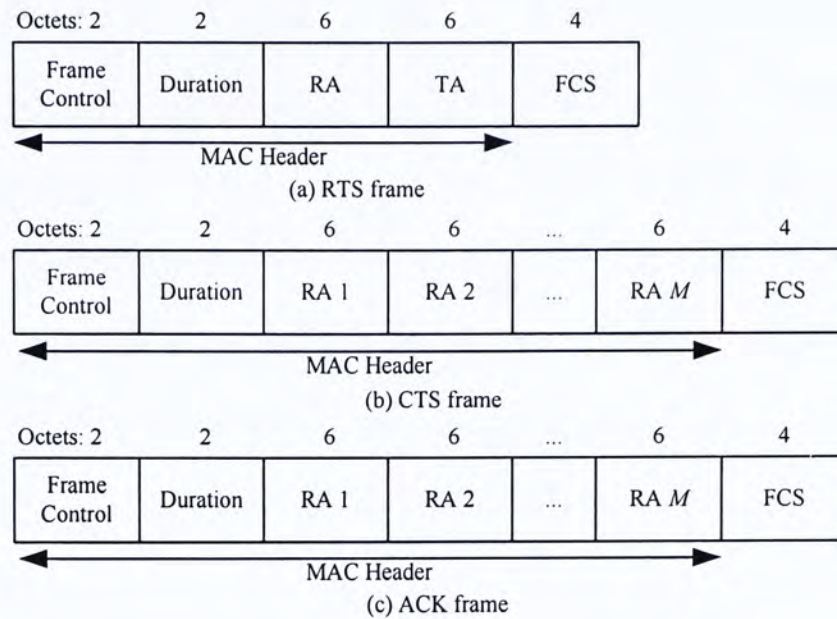 Octets: 2 2 6 6 4
Frame Control Duration RA TA FCS
MAC Header
(a) RTS frame
Octets: 2 2 6 6 ... 6 4
Frame Control Duration RA 1 RA 2 ... RA M FCS
MAC Header
(b) CTS frame
Octets: 2 2 6 6 ... 6 4
Frame Control Duration RA 1 RA 2 .... RA M FCS
MAC Header
(c) ACK frame